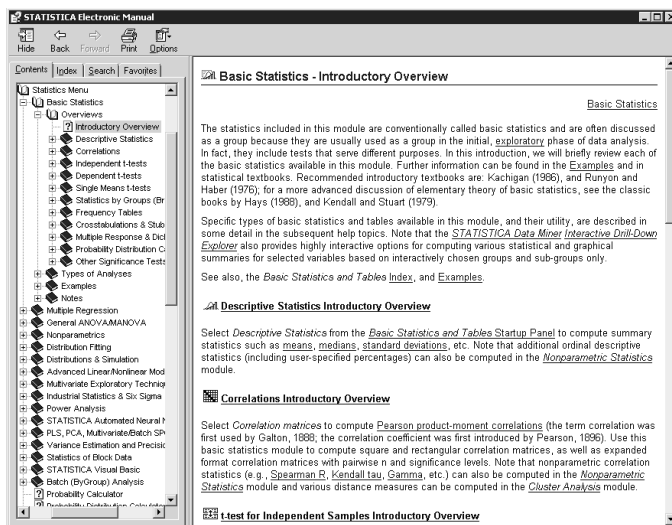 STATISTICA Electronic Manual
Hide Back Forward Print Options
Contents Index Search Favorites
Statistics Menu
Basic Statistics
Overviews
Introductory Overview
Descriptive Statistics
Correlations
Independent t-tests
Dependent t-tests
Single Means t-tests
Statistics by Groups (Br
Frequency Tables
Crosstabulations & Stub
Multiple Response & Dicl
Probability Distribution Ca
Other Significance Tests
Types of Analyses
Examples
Notes
Multiple Regression
General ANOVA/MANOVA
Nonparametrics
Distribution Fitting
Distributions & Simulation
Advanced Linear/Nonlinear Mod
Multivariate Exploratory Techniq
Industrial Statistics & Six Sigma
Power Analysis
STATISTICA Automated Neural N
PLS, PCA, Multivariate/Batch SP
Variance Estimation and Precisio
Statistics of Block Data
STATISTICA Visual Basic
Batch (ByGroup) Analysis
Probability Calculator
Probability Distribution Calculator
Basic Statistics - Introductory Overview
Basic Statistics
The statistics included in this module are conventionally called basic statistics and are often discussed
as a group because they are usually used as a group in the initial, exploratory phase of data analysis.
In fact, they include tests that serve different purposes. In this introduction, we will briefly review each of
the basic statistics available in this module. Further information can be found in the Examples and in
statistical textbooks. Recommended introductory textbooks are: Kachigan (1986), and Runyon and
Haber (1976); for a more advanced discussion of elementary theory of basic statistics, see the classic
books by Hays (1988), and Kendall and Stuart (1979).
Specific types of basic statistics and tables available in this module, and their utility, are described in
some detail in the subsequent help topics. Note that the STATISTICA Data Miner Interactive Drill-Down
Explorer also provides highly interactive options for computing various statistical and graphical
summaries for selected variables based on interactively chosen groups and sub-groups only.
See also, the Basic Statistics and Tables Index, and Examples.
Descriptive Statistics Introductory Overview
Select Descriptive Statistics from the Basic Statistics and Tables Startup Panel to compute summary
statistics such as means, medians, standard deviations, etc. Note that additional ordinal descriptive
statistics (including user-specified percentages) can also be computed in the Nonparametric Statistics
module.
Correlations Introductory Overview
Select Correlation matrices to compute Pearson product-moment correlations (the term correlation was
first used by Galton, 1888; the correlation coefficient was first introduced by Pearson, 1896). Use this
basic statistics module to compute square and rectangular correlation matrices, as well as expanded
format correlation matrices with pairwise n and significance levels. Note that nonparametric correlation
statistics (e.g., Spearman R, Kendall tau, Gamma, etc.) can also be computed in the Nonparametric
Statistics module and various distance measures can be computed in the Cluster Analysis module.
t-test for Independent Samples Introductory Overview